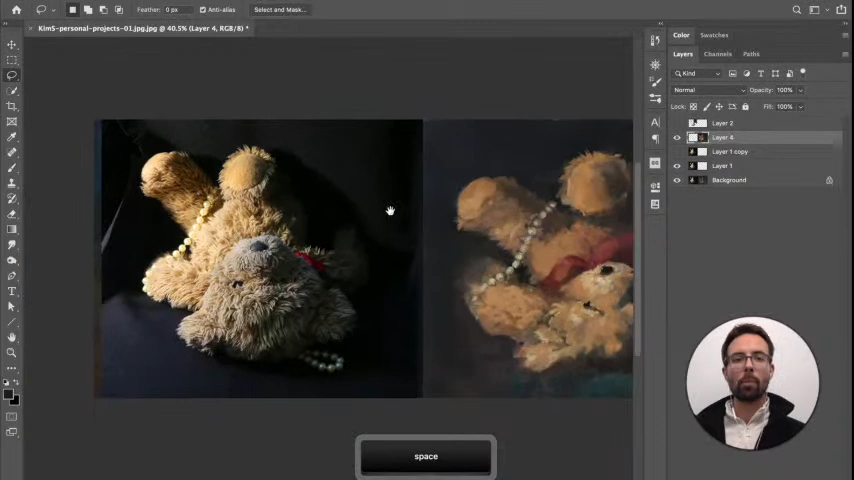 Feather: 0 px Anti-alias Select and Mask...
KimS-personal-projects-01.jpg.jpg @ 40.5% (Layer 4, RGB/8) *
Color Swatches
Layers Channels Paths
Kind
Normal Opacity: 100%
Lock: Fill: 100%
Layer 2
Layer 4
Layer 1 copy
Layer 1
Background
space